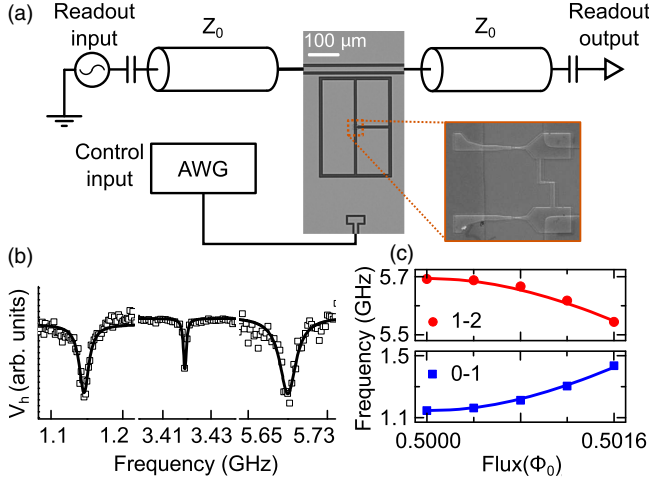 (a)
Readout
input
Z0
100 μm
Z0
Readout
output
Control
input
AWG
(b)
Vh (arb. units)
1.1 1.2 3.41 3.43 5.65 5.73
Frequency (GHz)
(c)
Frequency (GHz)
5.7
5.5
1-2
1.5
1.1
0-1
0.5000 0.5016
Flux(Φ0)